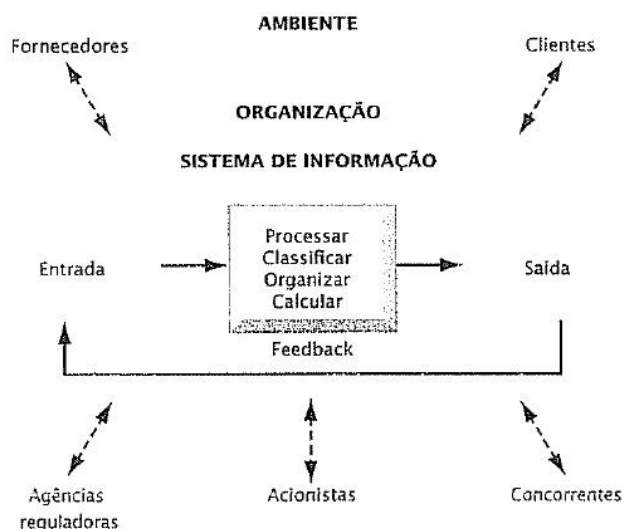 AMBIENTE
Fornecedores
Clientes
ORGANIZAÇÃO
SISTEMA DE INFORMAÇÃO
Entrada
Processar
Classificar
Organizar
Calcular
Saída
Feedback
Agências
reguladoras
Acionistas
Concorrentes